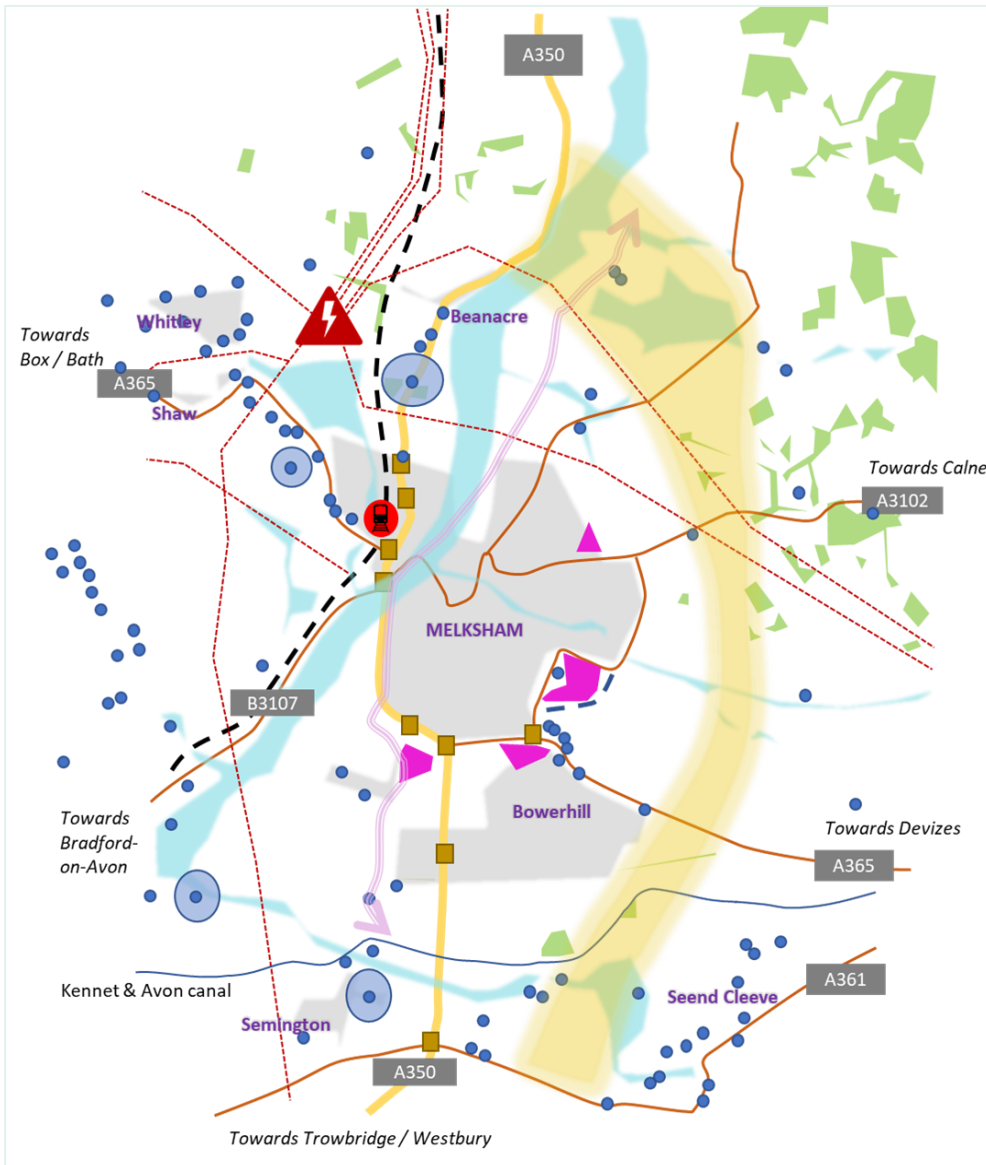 A350
Whitley
Beanacre
Towards
Box / Bath
A365
Shaw
Towards Calne
A3102
MELKSHAM
B3107
Bowerhill
Towards
Bradford-
on-Avon
Towards Devizes
A365
Kennet & Avon canal
Semington
Seend Cleeve
A361
A350
Towards Trowbridge / Westbury